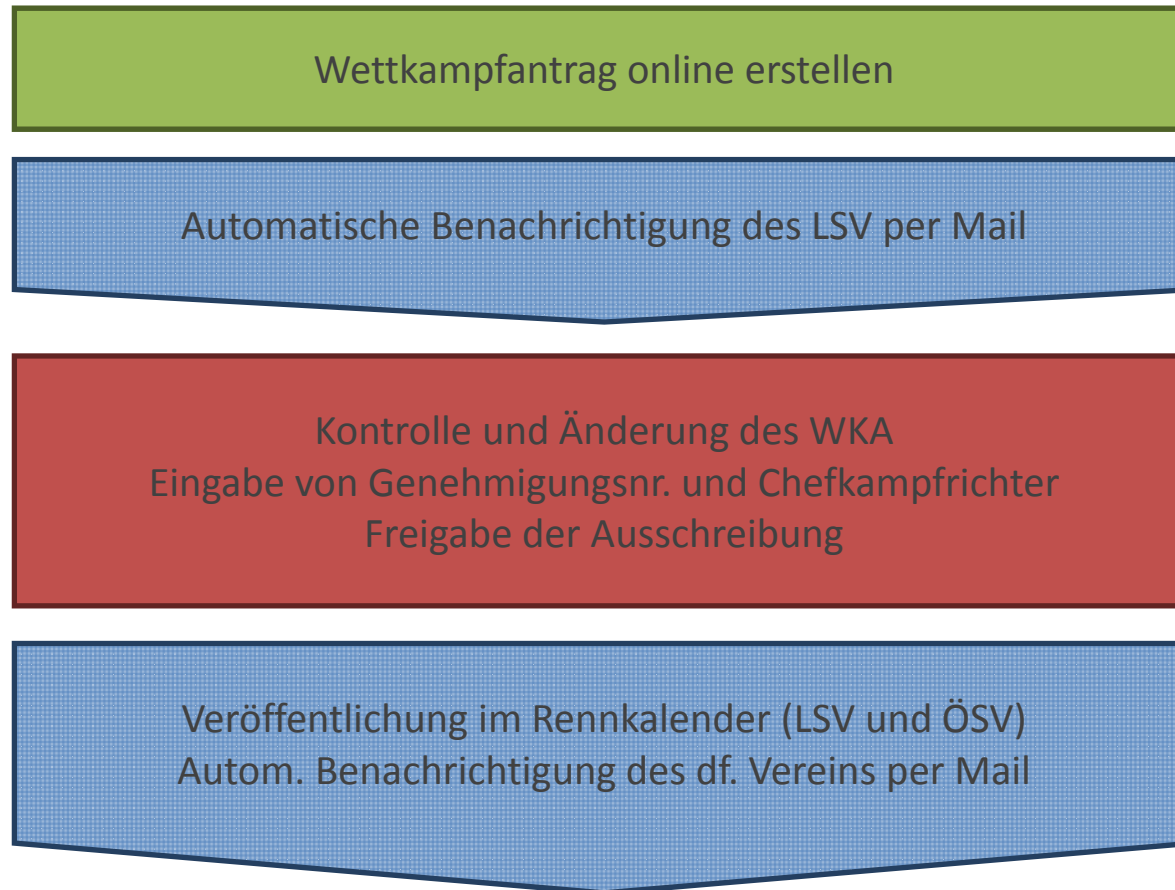 Wettkampfantrag online erstellen
Automatische Benachrichtigung des LSV per Mail
Kontrolle und Änderung des WKA
Eingabe von Genehmigungsnr. und Chefkampfrichter
Freigabe der Ausschreibung
Veröffentlichung im Rennkalender (LSV und ÖSV)
Autom. Benachrichtigung des df. Vereins per Mail